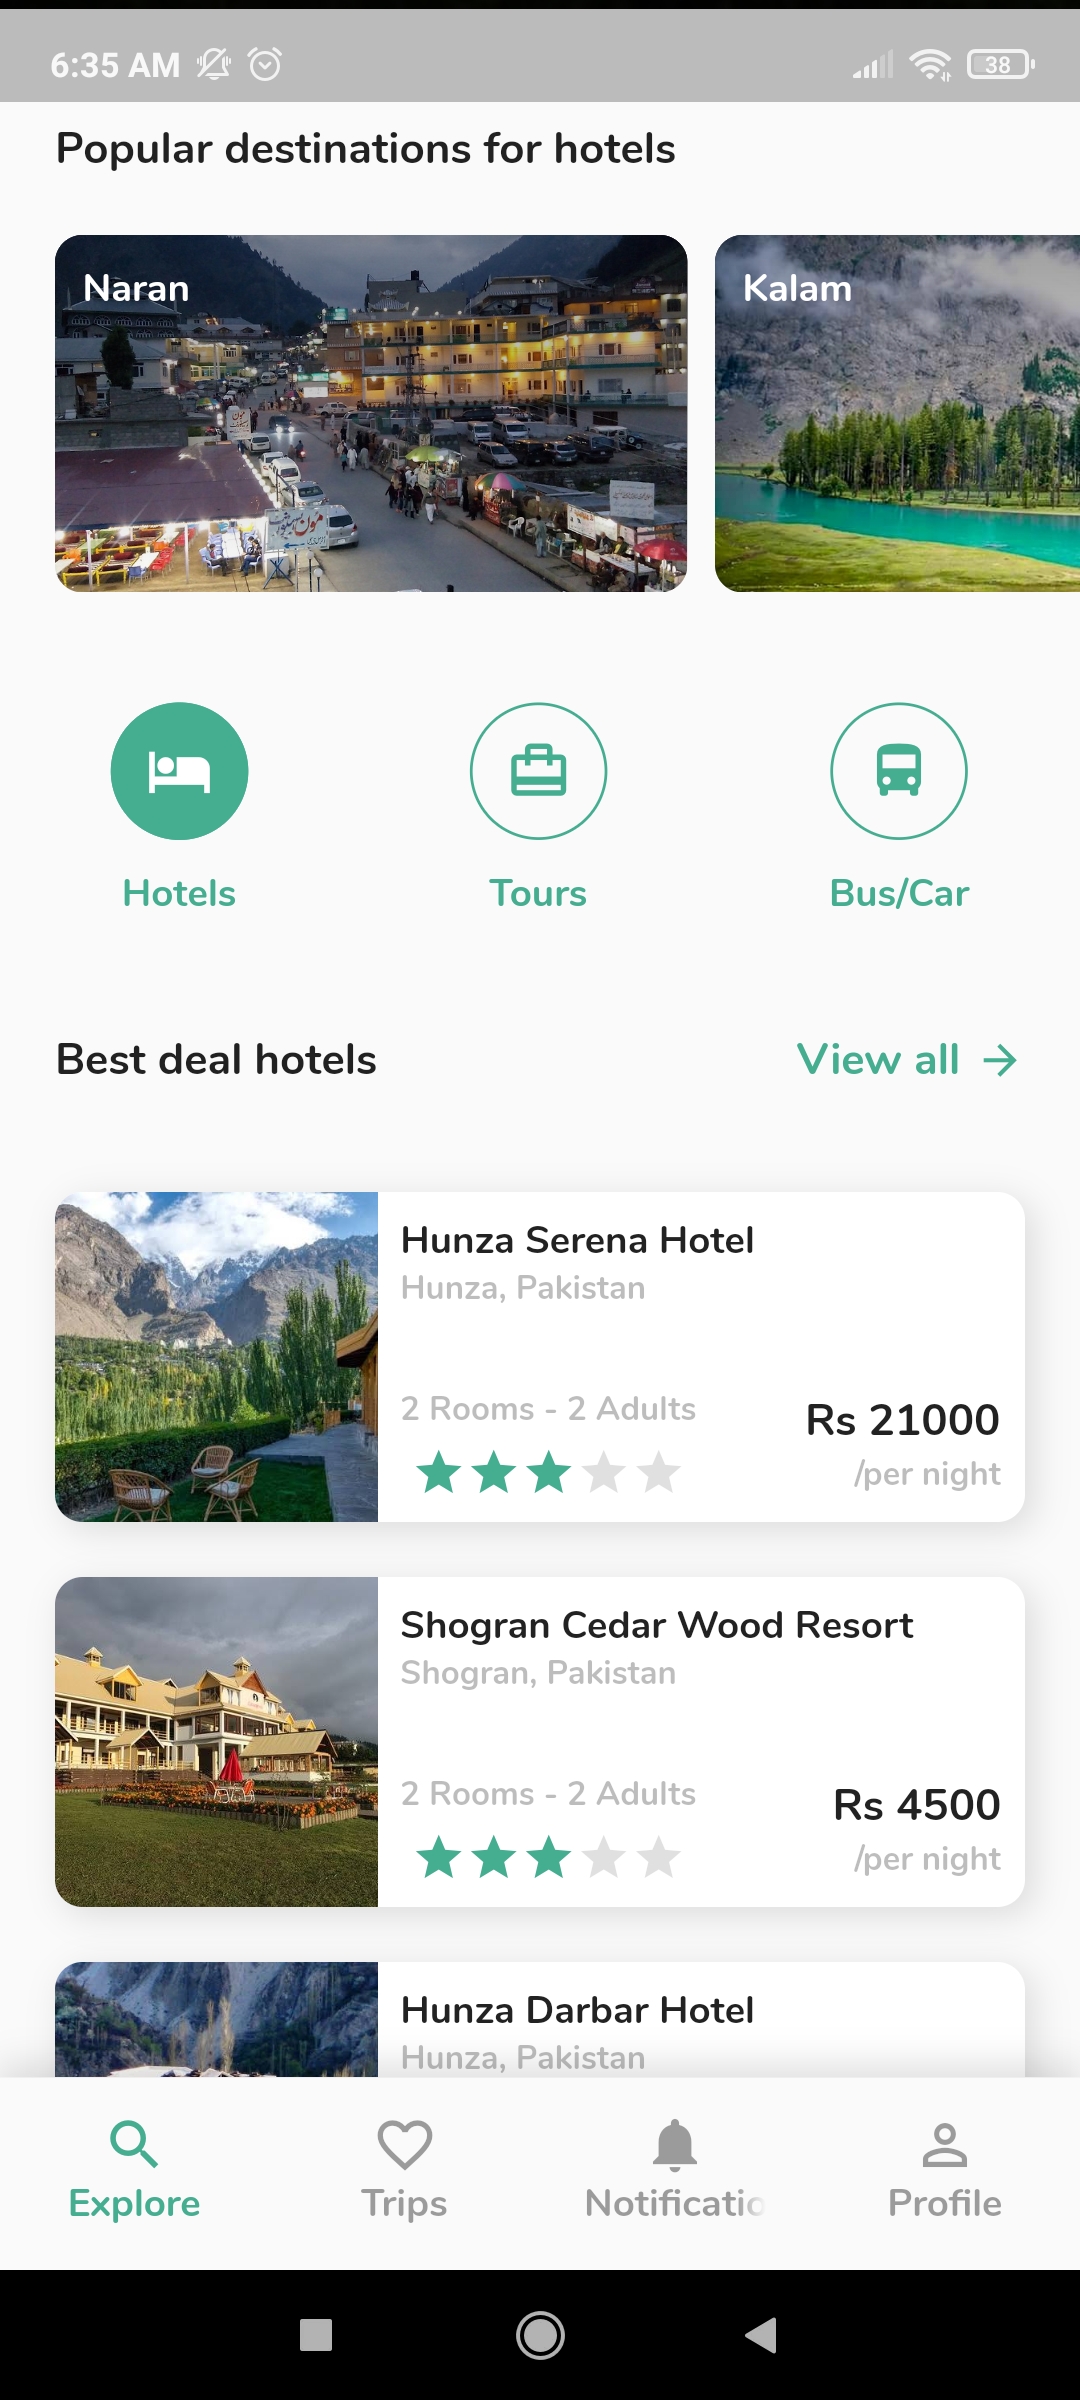 6:35 AM
38
Popular destinations for hotels
Naran
Kalam
مون
Hotels
Tours
Bus/Car
Best deal hotels
View all
Hunza Serena Hotel
Hunza, Pakistan
2 Rooms - 2 Adults
Rs 21000
/per night
Shogran Cedar Wood Resort
Shogran, Pakistan
2 Rooms - 2 Adults
Rs 4500
/per night
Hunza Darbar Hotel
Hunza, Pakistan
Explore
Trips
Notificatio
Profile